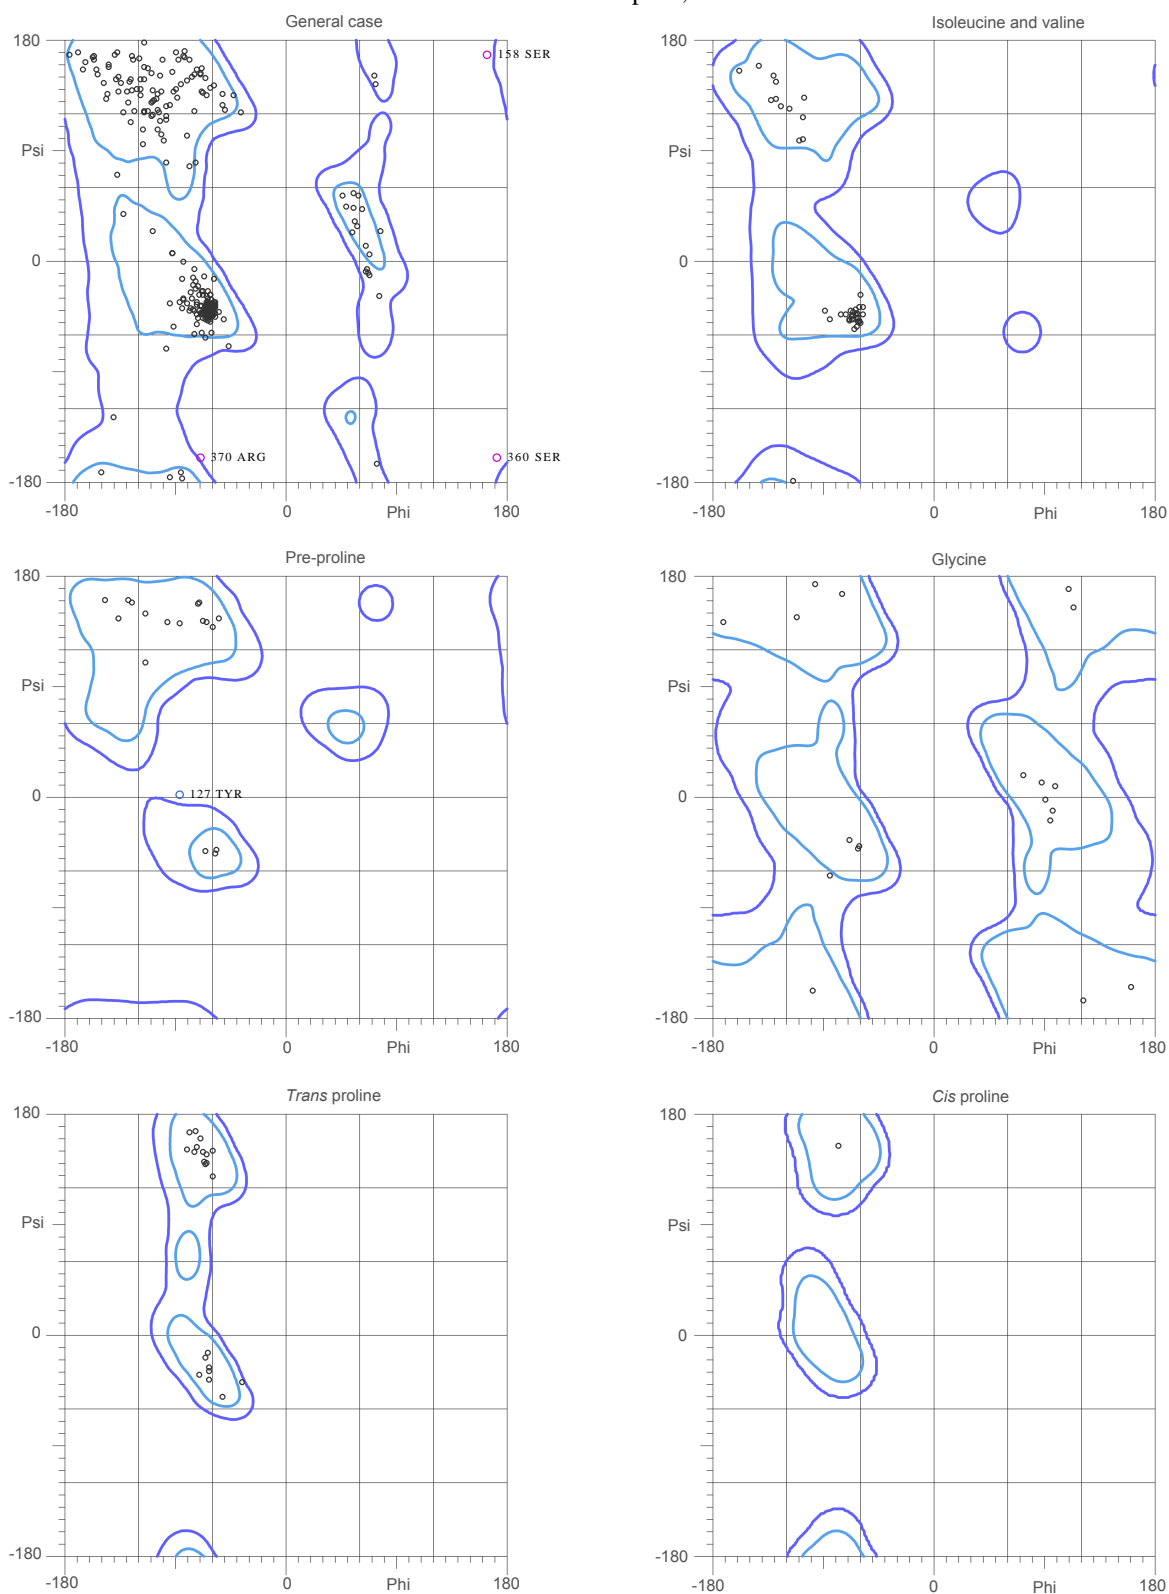 General case
Isoleucine and valine
180
158 SER
Psi
0
370 ARG
360 SER
-180
-180
0
Phi
180
180
Psi
0
-180
-180
0
Phi
180
Pre-proline
Glycine
180
Psi
0
127 TYR
-180
-180
0
Phi
180
180
Psi
0
-180
-180
0
Phi
180
Trans proline
Cis proline
180
Psi
0
-180
-180
0
Phi
180
180
Psi
0
-180
-180
0
Phi
180